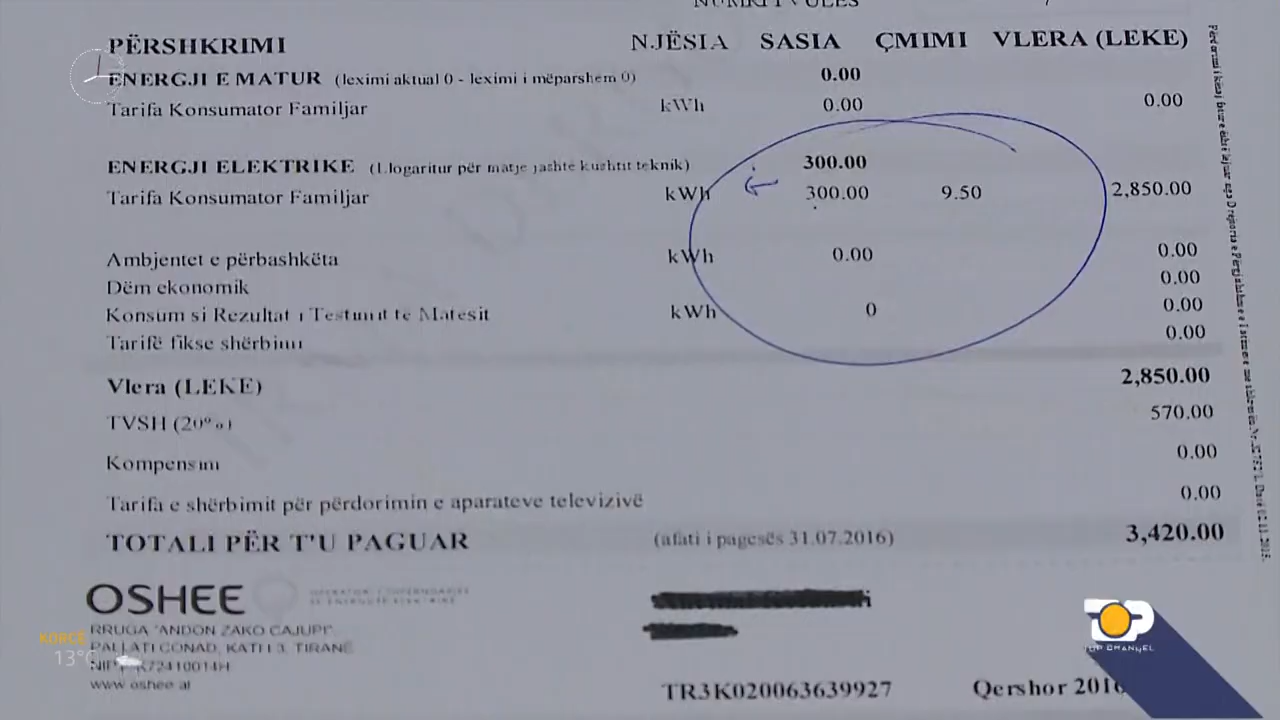 NUMRI I VULËS
PËRSHKRIMI NJËSIA SASIA ÇMIMI VLERA (LEKE)
ENERGJI E MATUR (leximi aktual 0 - leximi i mëparshem 0) 0.00
Tarifa Konsumator Familjar kWh 0.00 0.00
ENERGJI ELEKTRIKE (Llogaritur për matje jashte kushtit teknik) 300.00
Tarifa Konsumator Familjar kWh 300.00 9.50 2,850.00
Ambjentet e përbashkëta kWh 0.00 0.00
Dëm ekonomik 0.00
Konsum si Rezultat i Testimit te Matesit kWh 0 0.00
Tarifë fikse shërbimi 0.00
Vlera (LEKE) 2,850.00
TVSH (20%) 570.00
Kompensim 0.00
Tarifa e shërbimit për përdorimin e aparateve televizivë 0.00
TOTALI PËR T'U PAGUAR (afati i pagesës 31.07.2016) 3,420.00
OSHEE
RRUGA "ANDON ZAKO CAJUPI"
PALLATI CONAD, KATI I 3, TIRANË
www.oshee.al
TR3K020063639927 Qershor 2016
KORCE
13°C
TOP CHANNEL